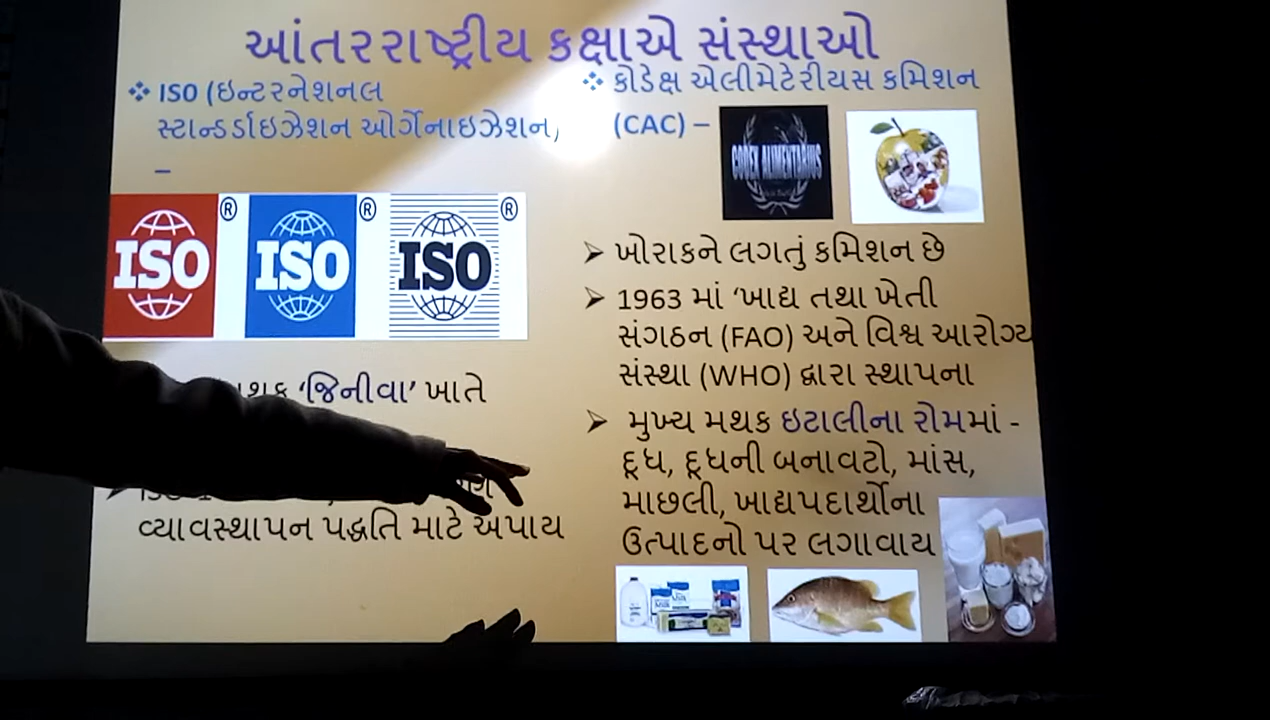 આંતરરાષ્ટ્રીય કક્ષાએ સંસ્થાઓ
❖ ISO (ઇન્ટરનેશનલ
સ્ટાન્ડર્ડાઇઝેશન ઓર્ગેનાઇઝેશન)
–
ISO ®
ISO ®
ISO ®
‘જિનીવા’ ખાતે
વ્યાવસ્થાપન પદ્ધતિ માટે અપાય
❖ કોડેક્ષ એલીમેટેરીયસ કમિશન
(CAC) –
CODEX ALIMENTARIUS
➢ ખોરાકને લગતું કમિશન છે
➢ 1963 માં ‘ખાદ્ય તથા ખેતી
સંગઠન (FAO) અને વિશ્વ આરોગ્ય
સંસ્થા (WHO) દ્વારા સ્થાપના
➢ મુખ્ય મથક ઇટાલીના રોમમાં -
દૂધ, દૂધની બનાવટો, માંસ,
માછલી, ખાદ્યપદાર્થોના
ઉત્પાદનો પર લગાવાય